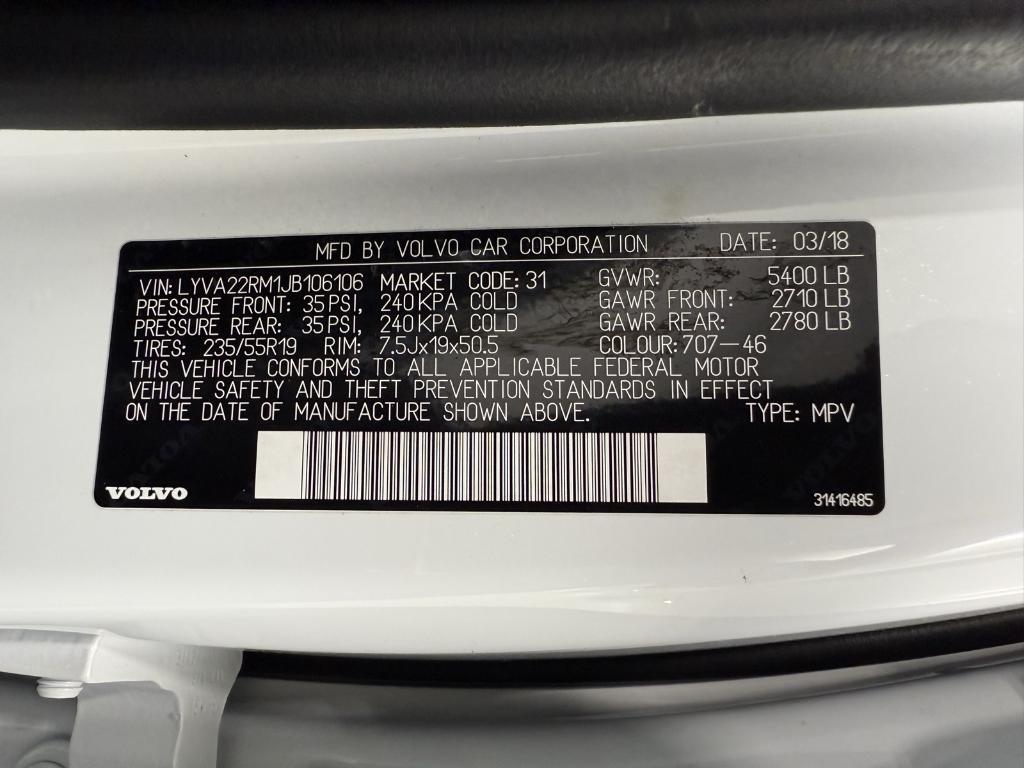 MFD BY VOLVO CAR CORPORATION DATE: 03/18
VIN: LYVA22RM1JB106106 MARKET CODE: 31 GVWR: 5400 LB
PRESSURE FRONT: 35 PSI, 240 KPA COLD GAWR FRONT: 2710 LB
PRESSURE REAR: 35 PSI, 240 KPA COLD GAWR REAR: 2780 LB
TIRES: 235/55R19 RIM: 7.5Jx19x50.5 COLOUR: 707-46
THIS VEHICLE CONFORMS TO ALL APPLICABLE FEDERAL MOTOR
VEHICLE SAFETY AND THEFT PREVENTION STANDARDS IN EFFECT
ON THE DATE OF MANUFACTURE SHOWN ABOVE. TYPE: MPV
VOLVO 31416485